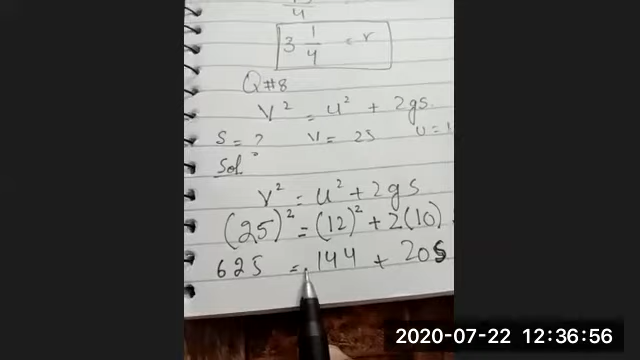 4
3 1/4 = r
Q#8
V² = u² + 2gs.
S = ? V = 25 U = 1
Sol:
V² = u² + 2gs
(25)² = (12)² + 2(10)
625 = 144 + 20s
2020-07-22 12:36:56